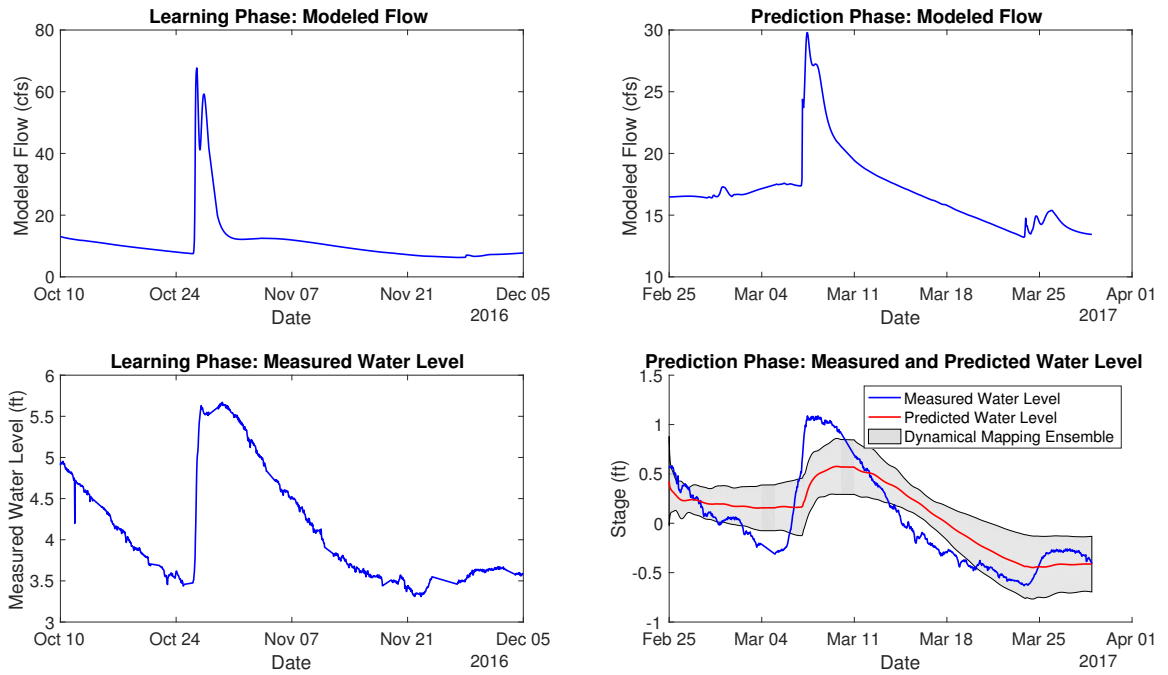 Learning Phase: Modeled Flow
80
60
40
20
0
Modeled Flow (cfs)
Oct 10 Oct 24 Nov 07 Nov 21 Dec 05
Date 2016
Prediction Phase: Modeled Flow
30
25
20
15
10
Modeled Flow (cfs)
Feb 25 Mar 04 Mar 11 Mar 18 Mar 25 Apr 01
Date 2017
Learning Phase: Measured Water Level
6
5.5
5
4.5
4
3.5
3
Measured Water Level (ft)
Oct 10 Oct 24 Nov 07 Nov 21 Dec 05
Date 2016
Prediction Phase: Measured and Predicted Water Level
1.5
1
0.5
0
-0.5
-1
Stage (ft)
Measured Water Level
Predicted Water Level
Dynamical Mapping Ensemble
Feb 25 Mar 04 Mar 11 Mar 18 Mar 25 Apr 01
Date 2017